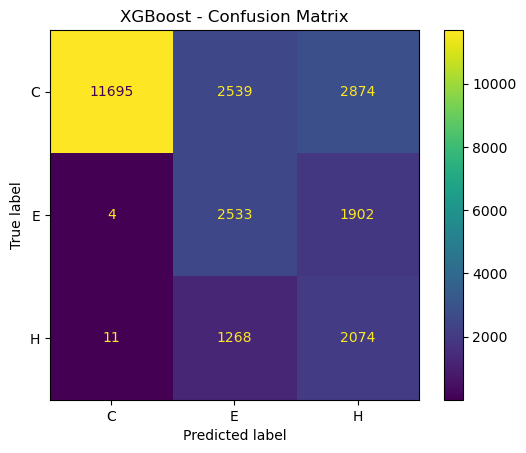 XGBoost - Confusion Matrix
C 11695 2539 2874
E 4 2533 1902
H 11 1268 2074
C E H
Predicted label
True label
10000
8000
6000
4000
2000